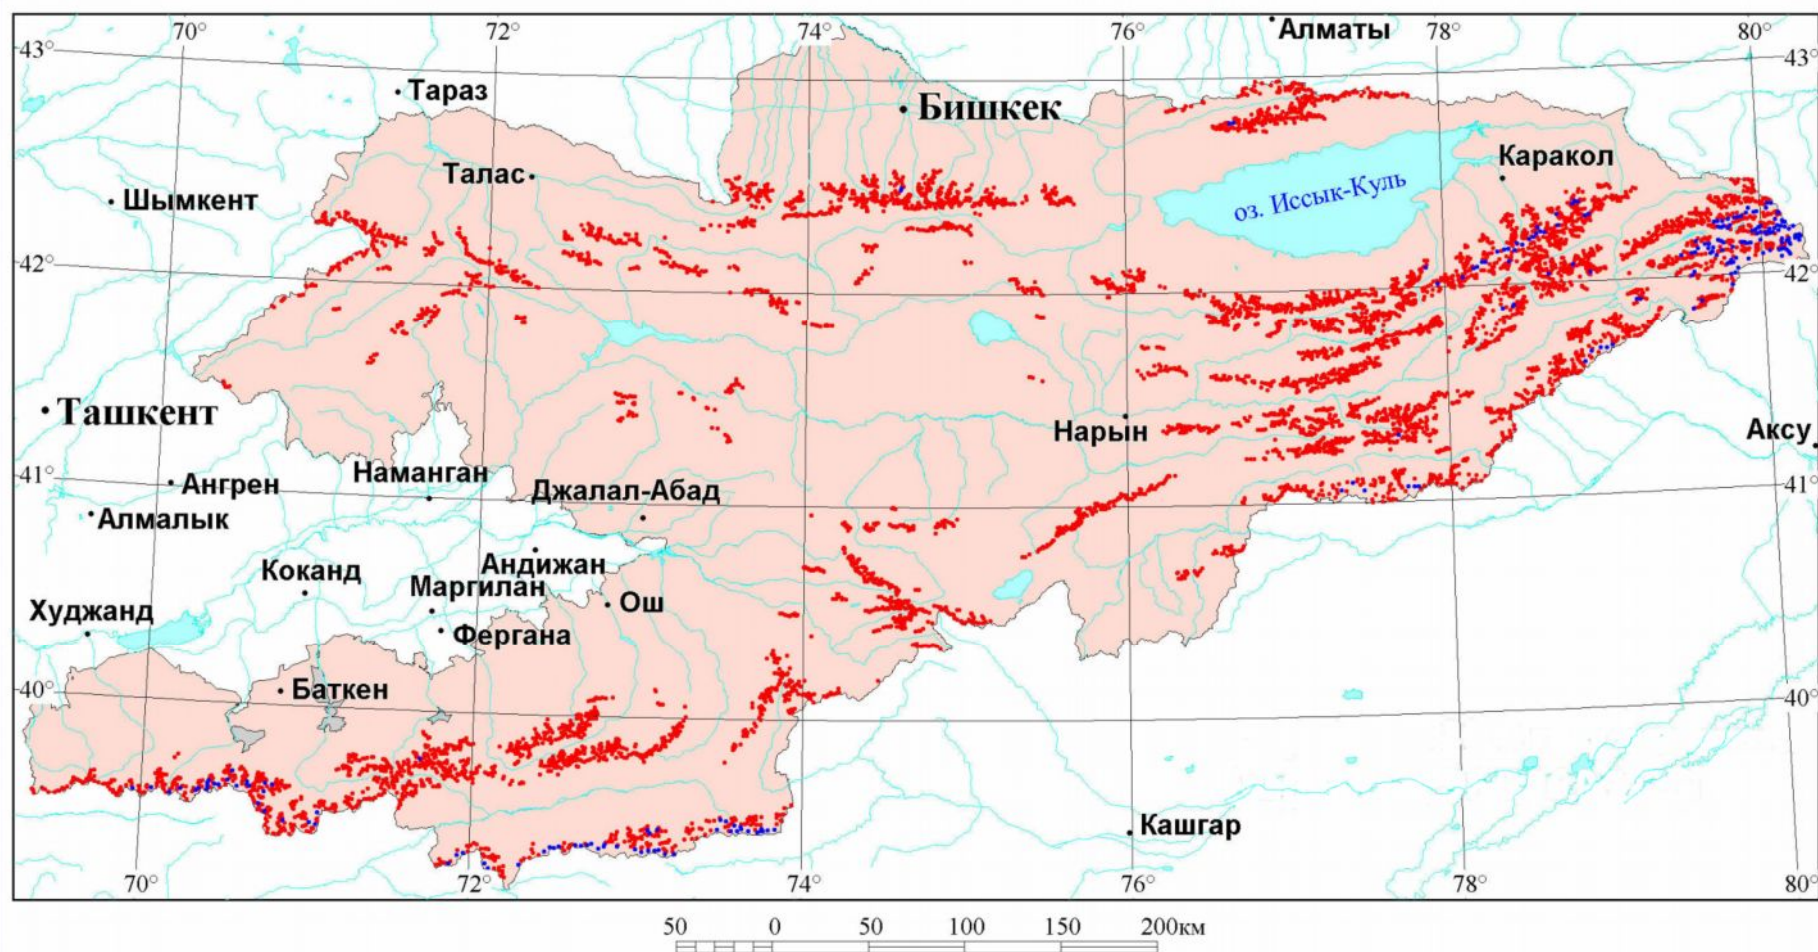 70°
72°
74°
76°
78°
80°
43°
43°
Алматы
Тараз
Бишкек
Талас
Каракол
Шымкент
оз. Иссык-Куль
42°
42°
Ташкент
Нарын
Аксу
Наманган
41°
Ангрен
Джалал-Абад
41°
Алмалык
Андижан
Коканд
Маргилан
Худжанд
Ош
Фергана
40°
Баткен
40°
Кашгар
70°
72°
74°
76°
78°
80°
50
0
50
100
150
200км